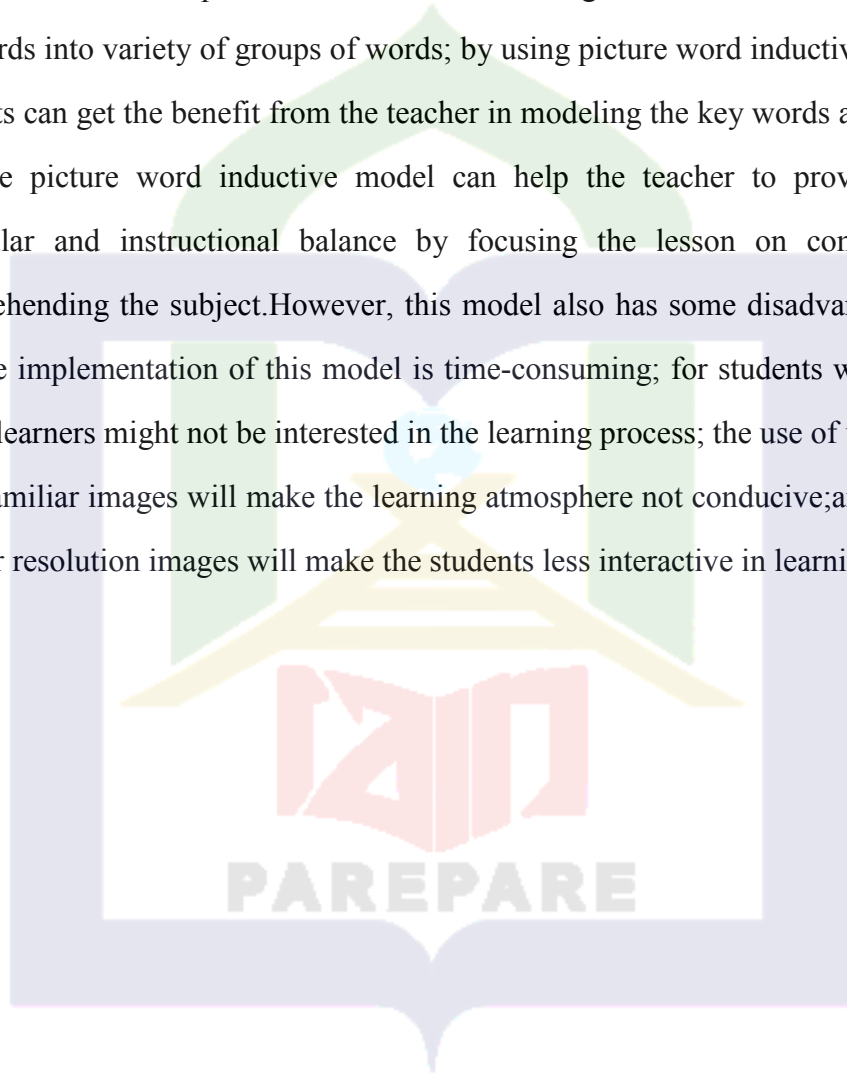 rds into variety of groups of words; by using picture word inductiv
ts can get the benefit from the teacher in modeling the key words a
e picture word inductive model can help the teacher to prov
lar and instructional balance by focusing the lesson on con
ehending the subject.However, this model also has some disadva
e implementation of this model is time-consuming; for students w
learners might not be interested in the learning process; the use of
amiliar images will make the learning atmosphere not conducive;a
r resolution images will make the students less interactive in learni
iain
PAREPARE